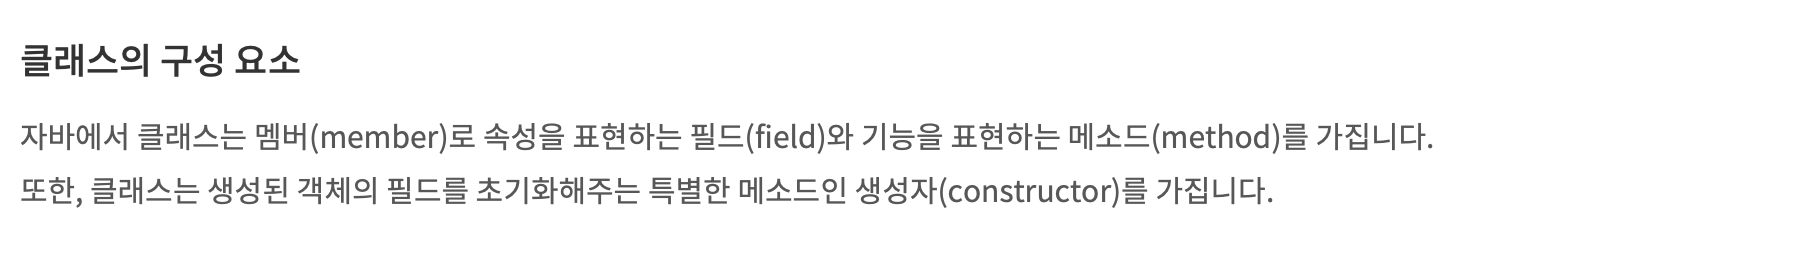 클래스의 구성 요소
자바에서 클래스는 멤버(member)로 속성을 표현하는 필드(field)와 기능을 표현하는 메소드(method)를 가집니다.
또한, 클래스는 생성된 객체의 필드를 초기화해주는 특별한 메소드인 생성자(constructor)를 가집니다.